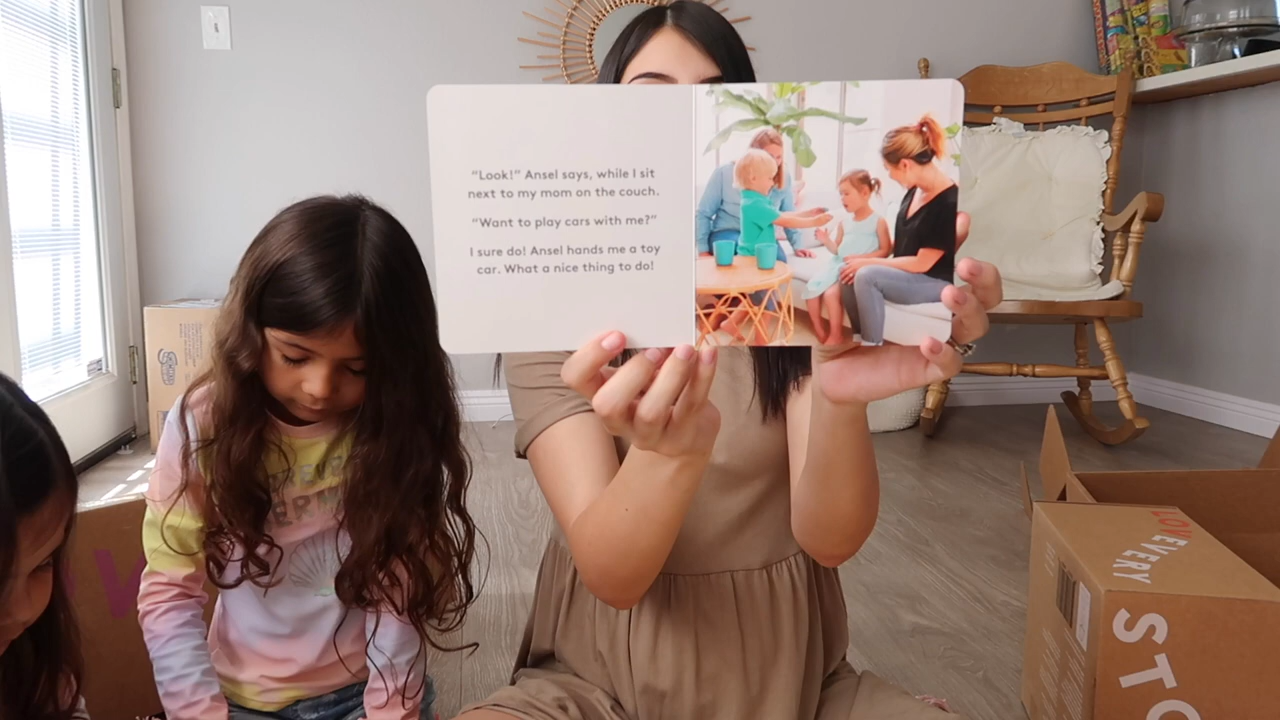 “Look!” Ansel says, while I sit
next to my mom on the couch.
“Want to play cars with me?”
I sure do! Ansel hands me a toy
car. What a nice thing to do!
LOVEVERY